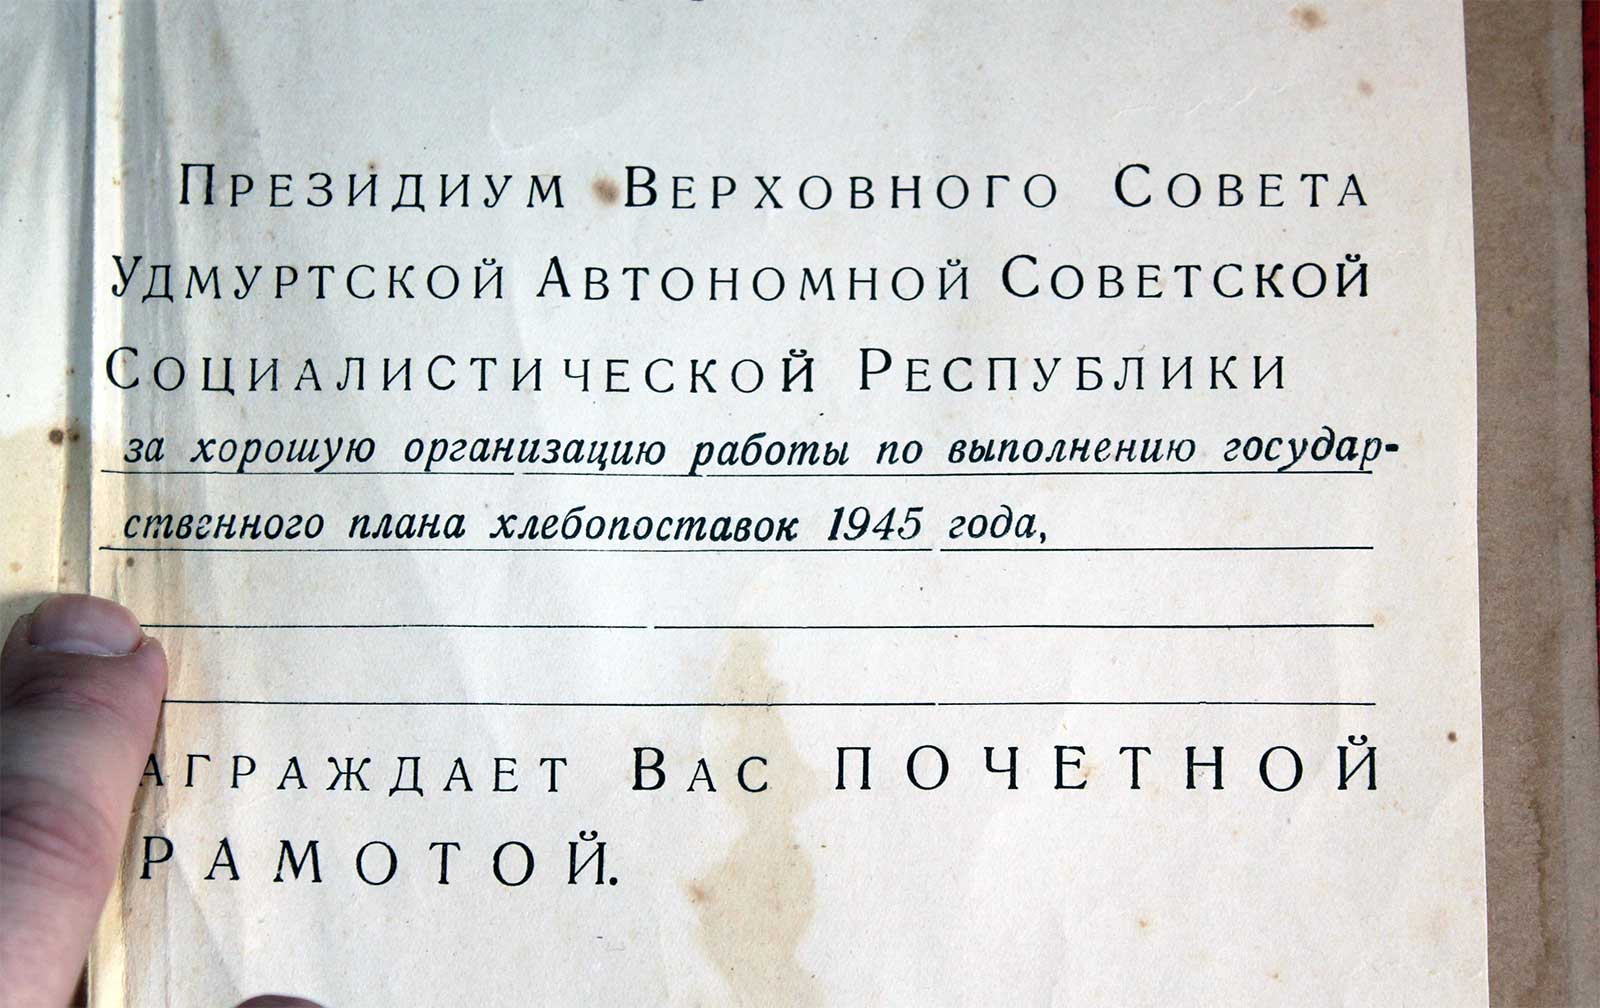 Президиум Верховного Совета
Удмуртской Автономной Советской
Социалистической Республики
за хорошую организацию работы по выполнению государ-
ственного плана хлебопоставок 1945 года,
аграждает Вас ПОЧЕТНОЙ
РАМОТОЙ.